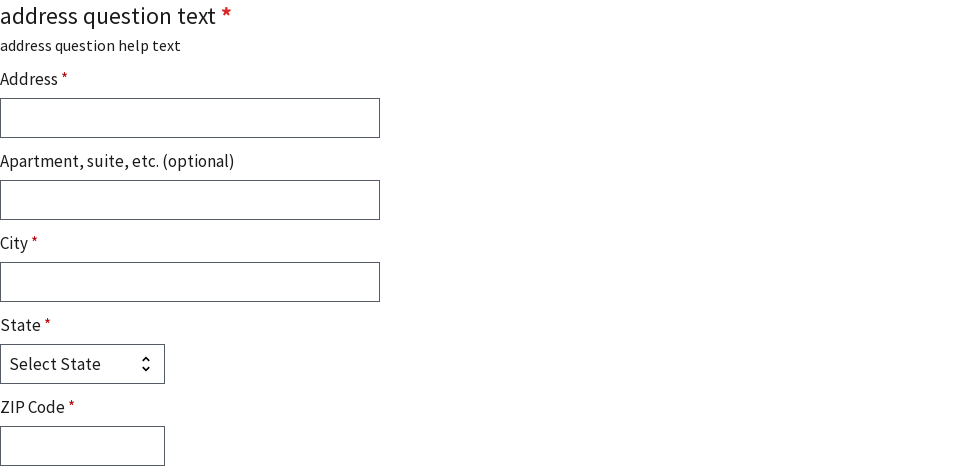 address question text *
address question help text
Address *
Apartment, suite, etc. (optional)
City *
State *
Select State
ZIP Code *